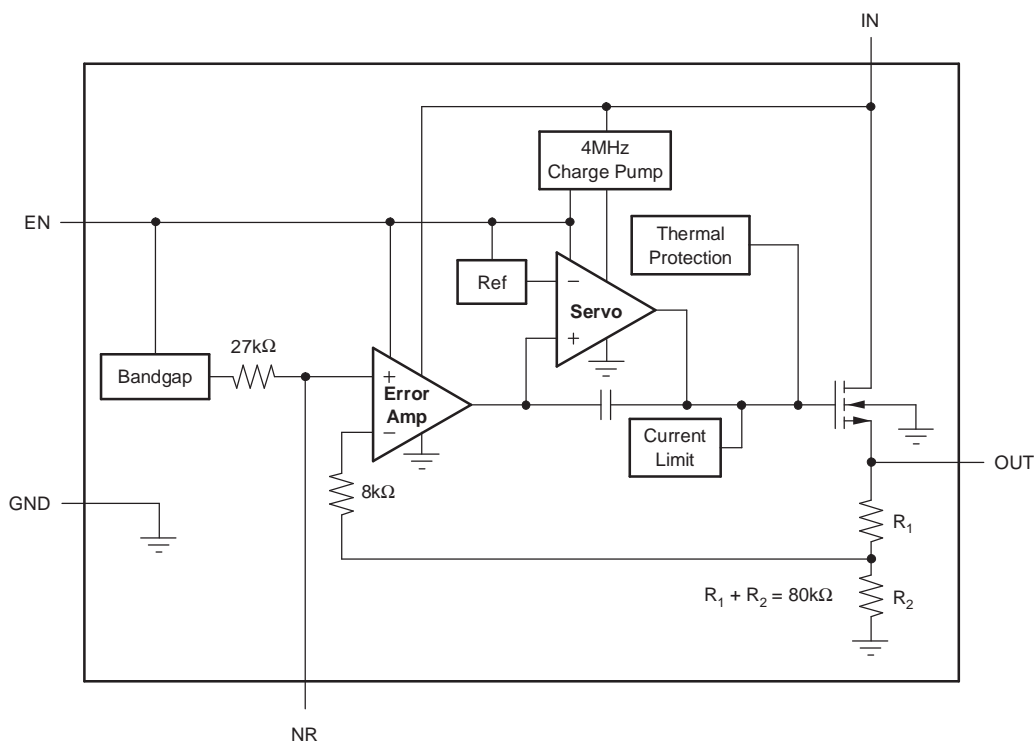 IN
4MHz
Charge Pump
EN
Thermal
Protection
Ref
−
Servo
+
27kΩ
Bandgap
+
Error
Amp
−
Current
Limit
OUT
8kΩ
GND
R₁
R₁ + R₂ = 80kΩ
R₂
NR